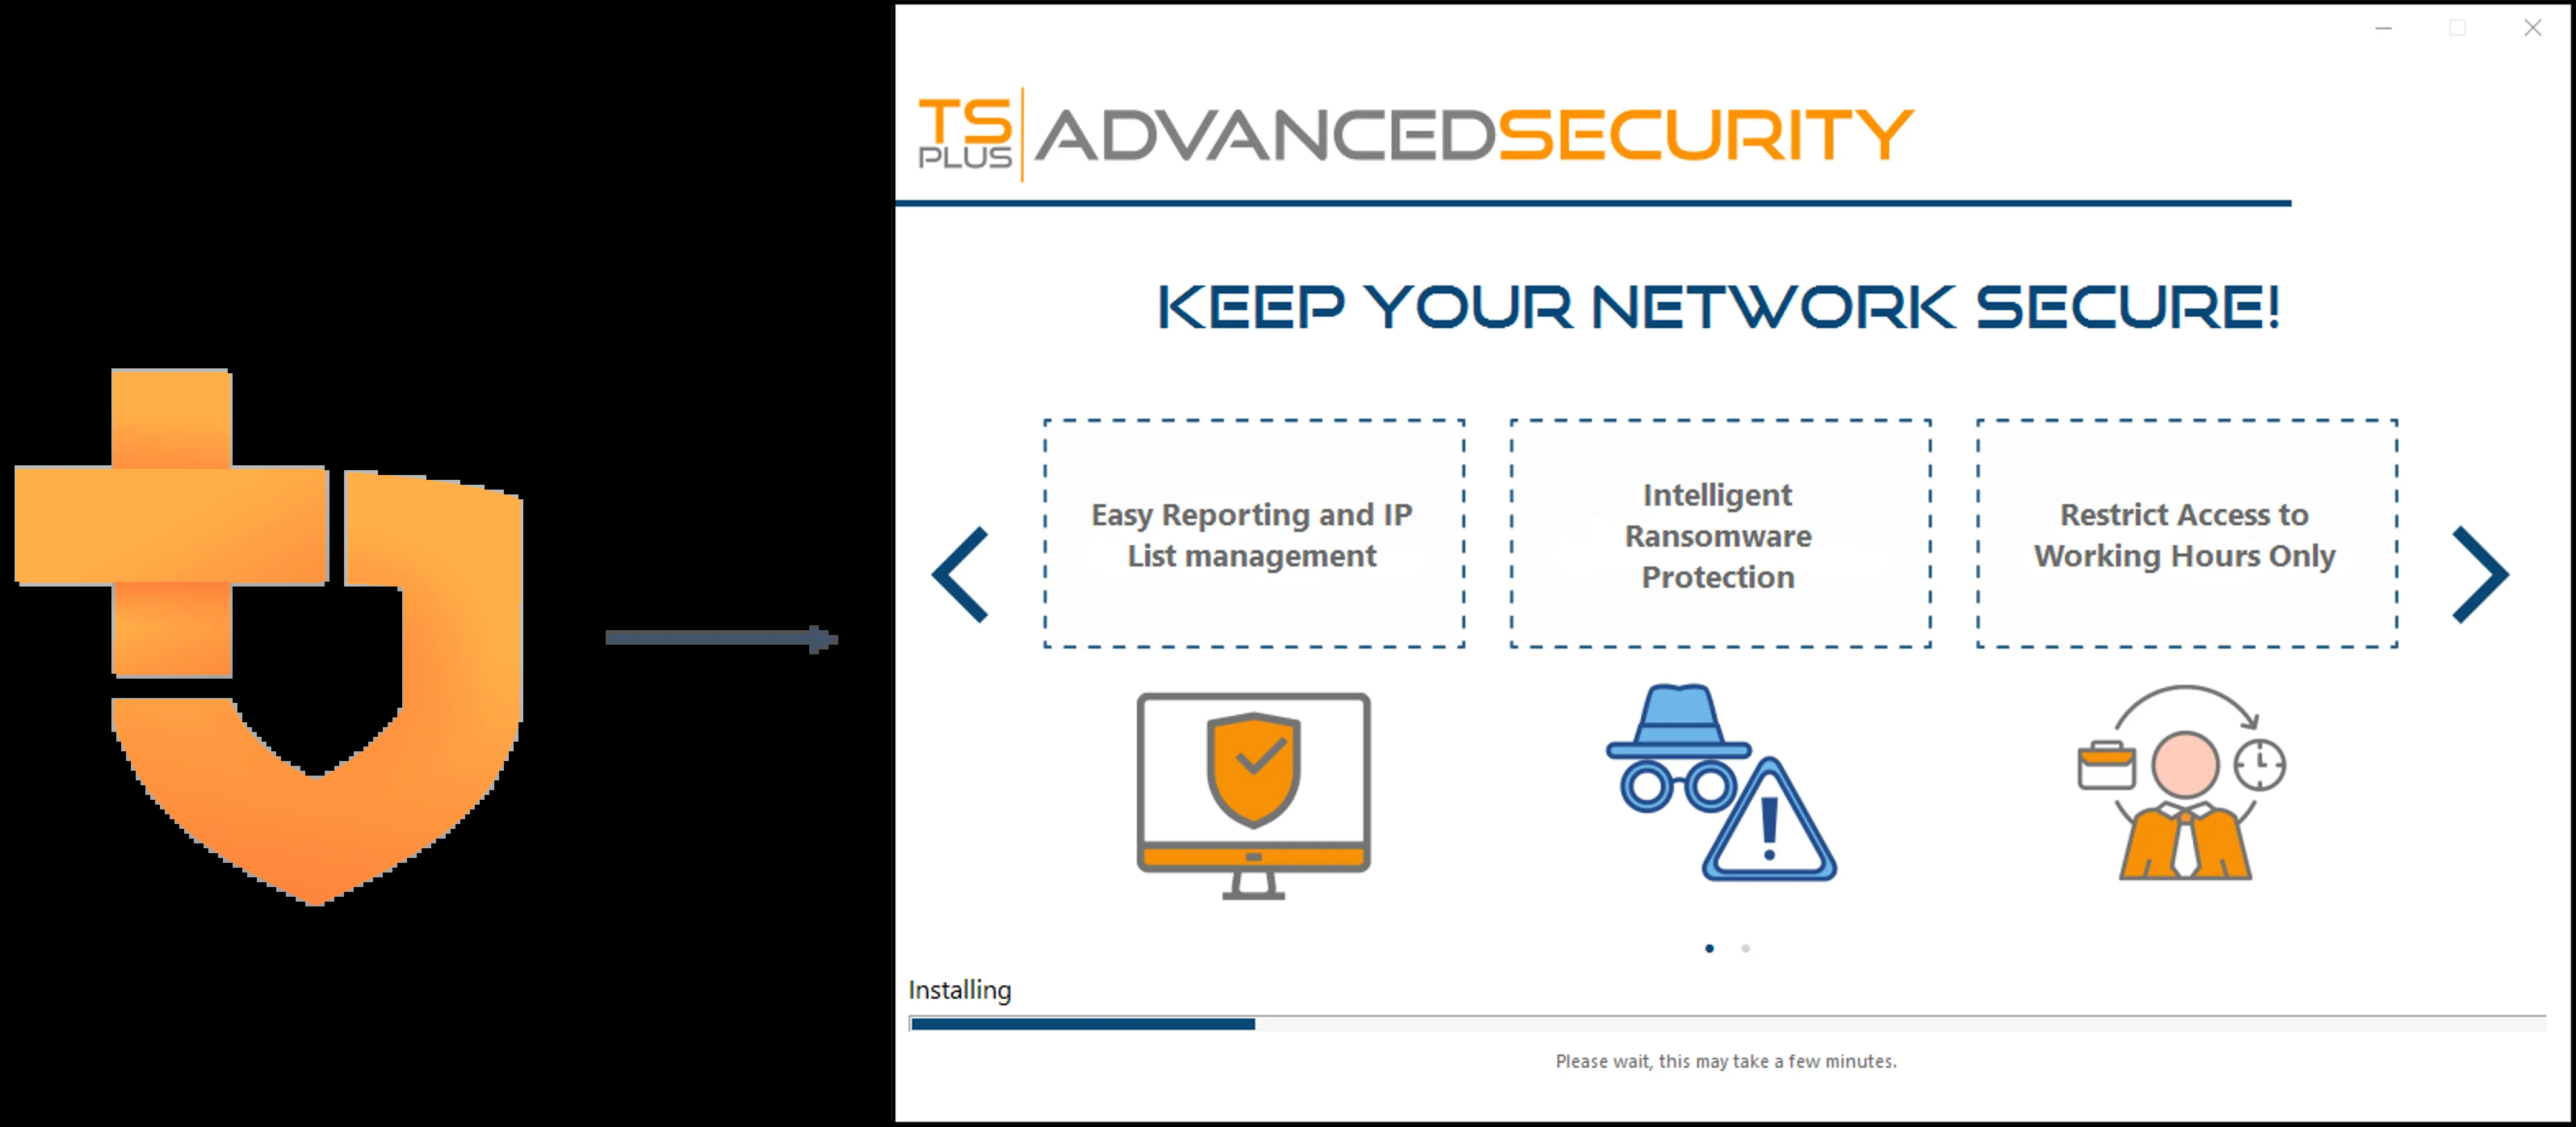 TS
PLUS
ADVANCEDSECURITY
KEEP YOUR NETWORK SECURE!
Easy Reporting and IP
List management
Intelligent
Ransomware
Protection
Restrict Access to
Working Hours Only
Installing
Please wait, this may take a few minutes.